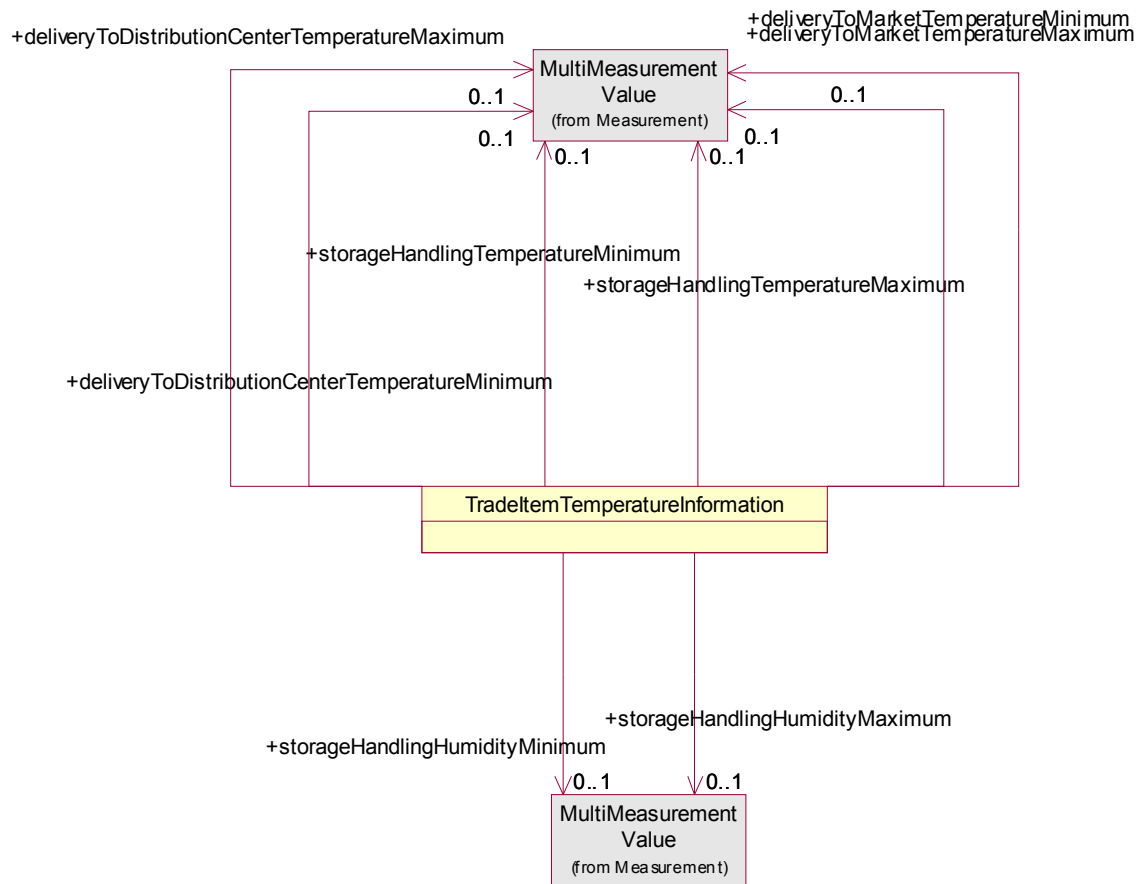 +deliveryToMarketTemperatureMinimum
+deliveryToDistributionCenterTemperatureMaximum
+deliveryToMarketTemperatureMaximum
MultiMeasurement
Value
(from Measurement)
0..1
0..1
0..1
0..1
0..1
0..1
+storageHandlingTemperatureMinimum
+storageHandlingTemperatureMaximum
+deliveryToDistributionCenterTemperatureMinimum
TradeItemTemperatureInformation
+storageHandlingHumidityMaximum
+storageHandlingHumidityMinimum
0..1
0..1
MultiMeasurement
Value
(from Measurement)